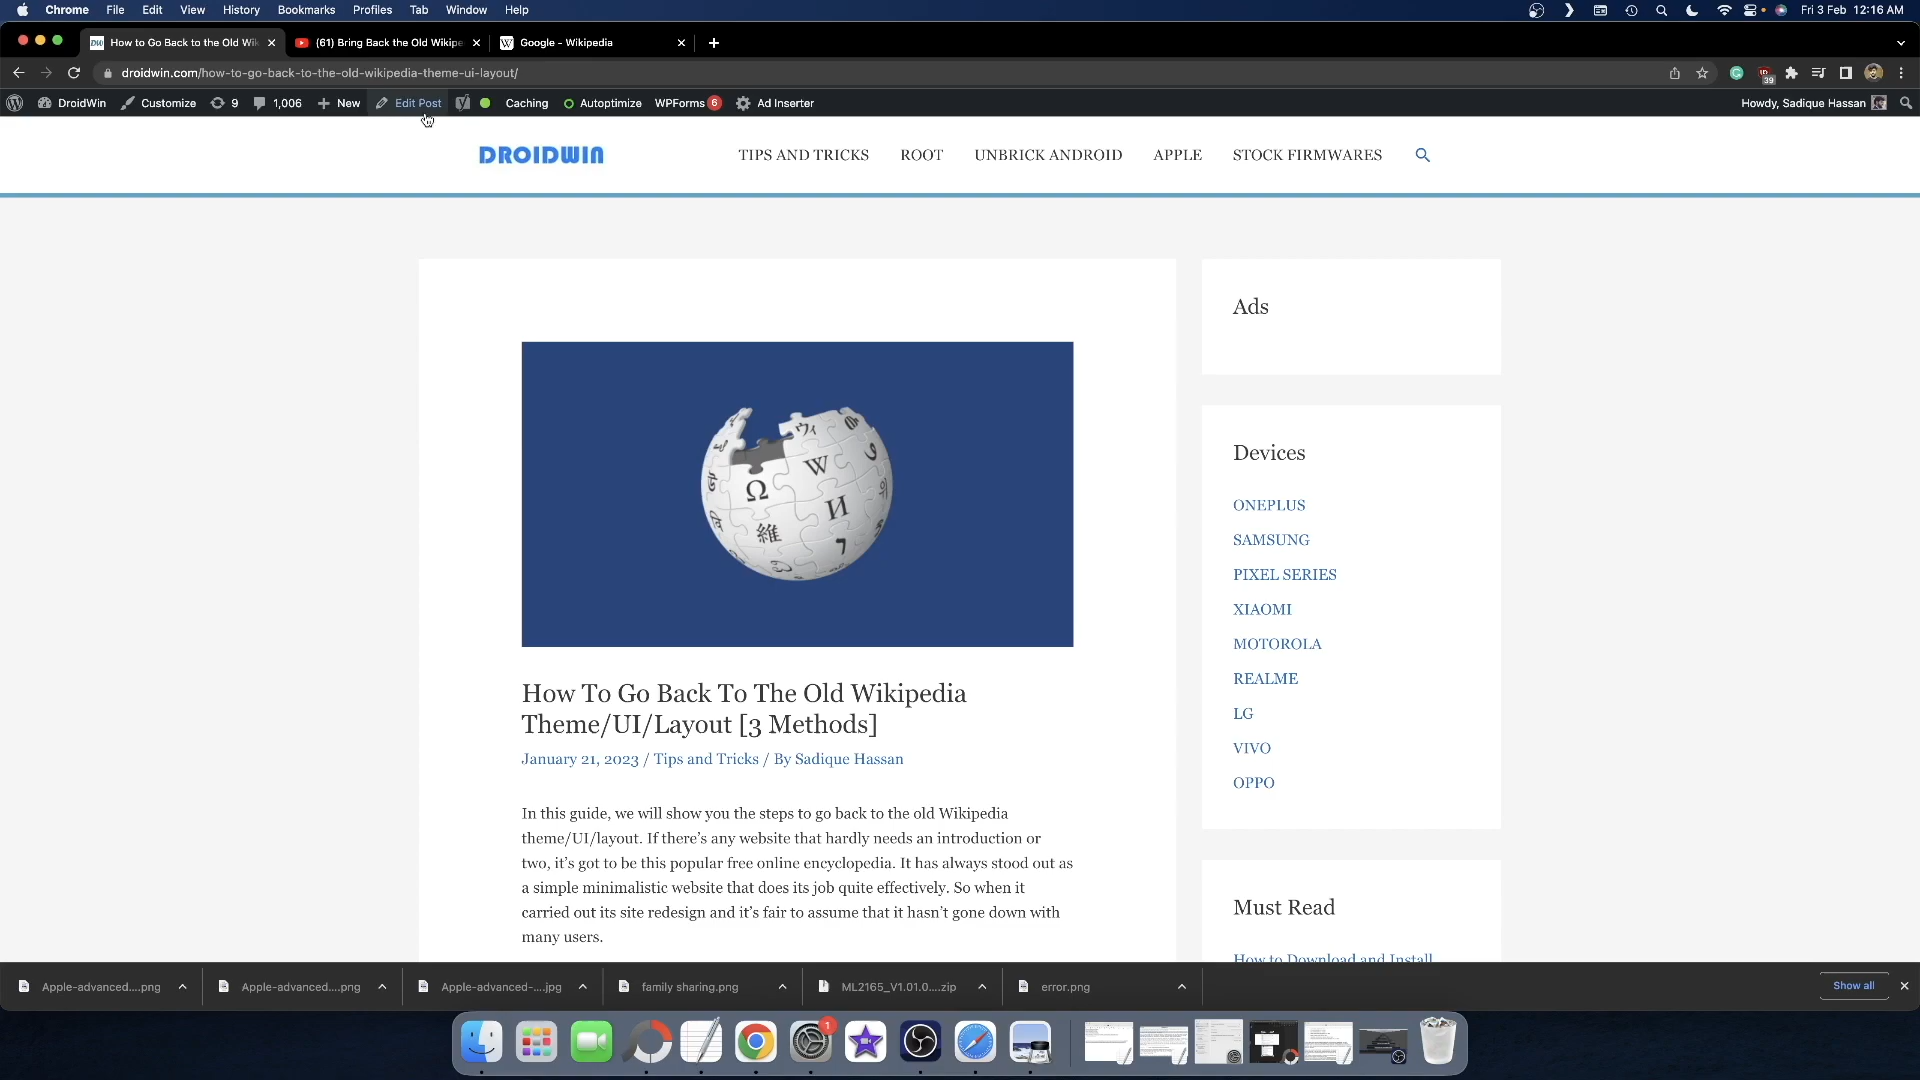 Chrome File Edit View History Bookmarks Profiles Tab Window Help Fri 3 Feb 12:16 AM
How to Go Back to the Old Wik (61) Bring Back the Old Wikipe Google - Wikipedia
droidwin.com/how-to-go-back-to-the-old-wikipedia-theme-ui-layout/ 39
DroidWin Customize 9 1,006 New Edit Post Caching Autoptimize WPForms 6 Ad Inserter Howdy, Sadique Hassan
DROIDWIN TIPS AND TRICKS ROOT UNBRICK ANDROID APPLE STOCK FIRMWARES
Ω W И 維
How To Go Back To The Old Wikipedia
Theme/UI/Layout [3 Methods]
January 21, 2023 / Tips and Tricks / By Sadique Hassan
In this guide, we will show you the steps to go back to the old Wikipedia
theme/UI/layout. If there’s any website that hardly needs an introduction or
two, it’s got to be this popular free online encyclopedia. It has always stood out as
a simple minimalistic website that does its job quite effectively. So when it
carried out its site redesign and it’s fair to assume that it hasn’t gone down with
many users.
Ads
Devices
ONEPLUS
SAMSUNG
PIXEL SERIES
XIAOMI
MOTOROLA
REALME
LG
VIVO
OPPO
Must Read
How to Download and Install
Apple-advanced....png Apple-advanced....png Apple-advanced-....jpg family sharing.png ML2165_V1.01.0....zip error.png Show all
1